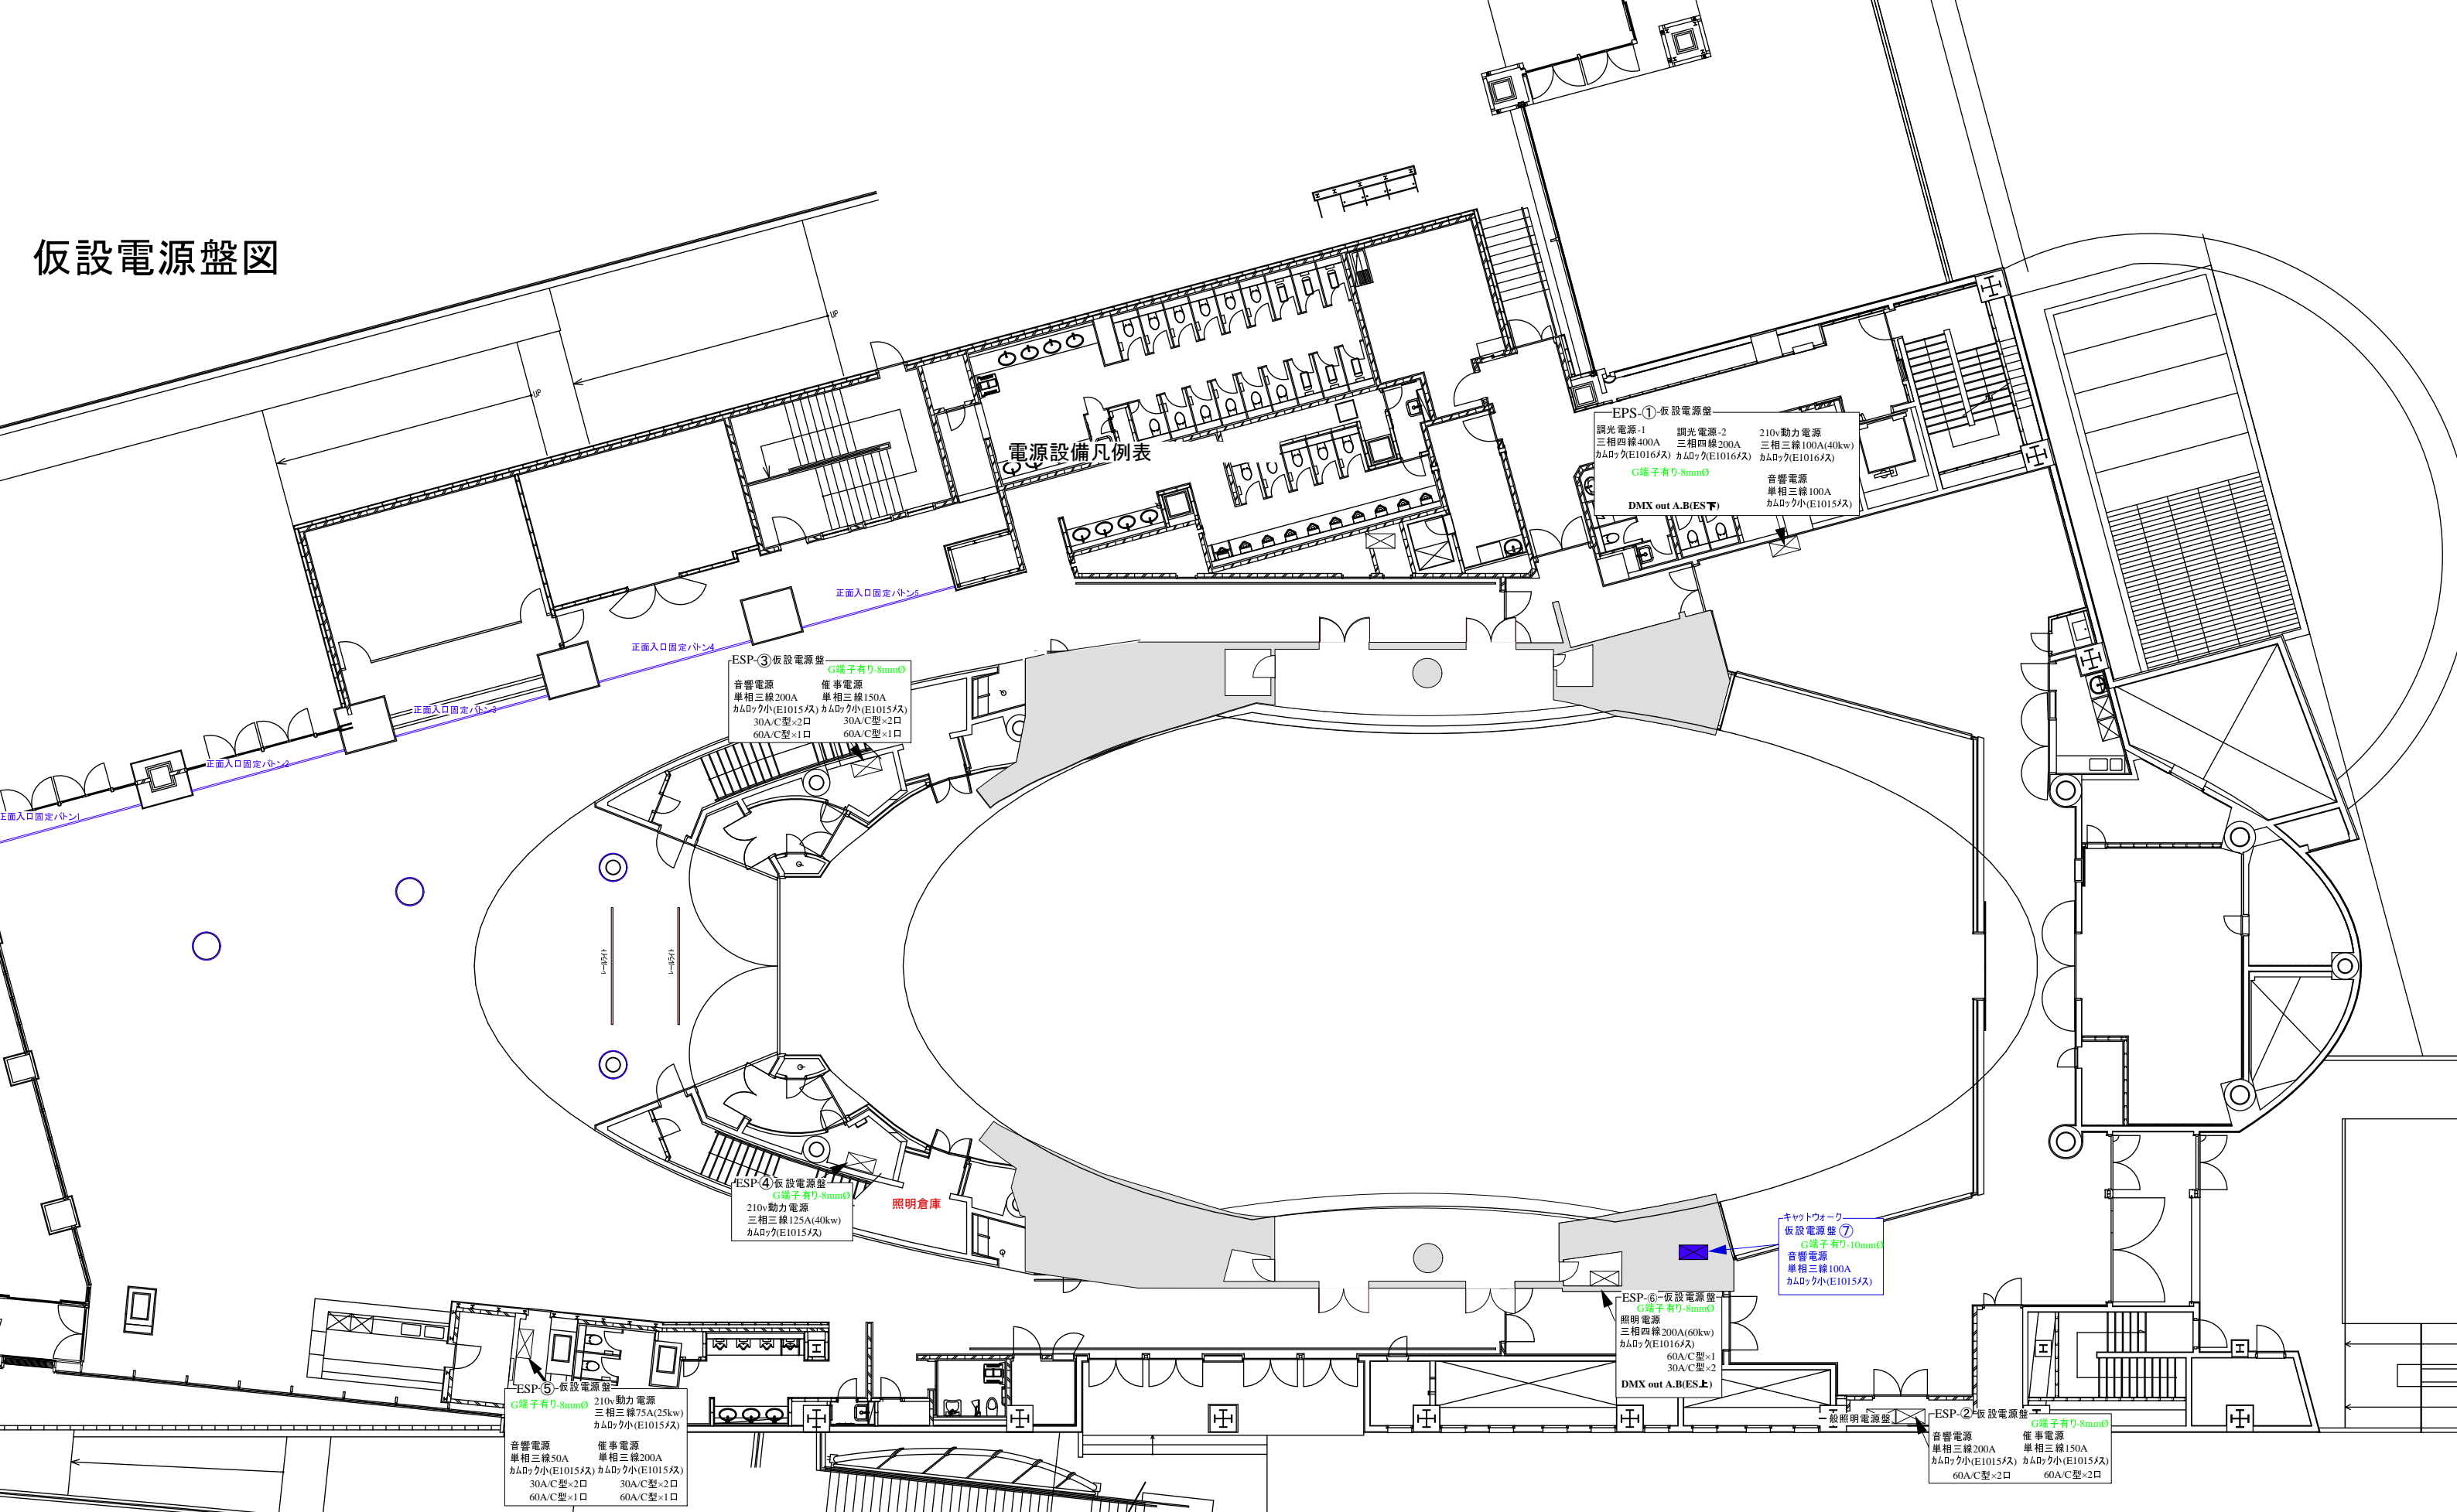 仮設電源盤図
UP
UP
電源設備凡例表
EPS-①-仮設電源盤
調光電源-1
三相四線400A
カムロック(E1016メス)
G端子有り-8mmØ
調光電源-2
三相四線200A
カムロック(E1016メス)
210v動力電源
三相三線100A(40kw)
カムロック(E1016メス)
音響電源
単相三線100A
カムロック小(E1015メス)
DMX out A.B(ES下)
正面入口固定バトン5
正面入口固定バトン4
正面入口固定バトン3
正面入口固定バトン2
正面入口固定バトン1
ESP-③仮設電源盤
G端子有り-8mmØ
音響電源
単相三線200A
カムロック小(E1015メス)
30A/C型×2口
60A/C型×1口
催事電源
単相三線150A
カムロック小(E1015メス)
30A/C型×2口
60A/C型×1口
レールライト
レールライト
ESP-④仮設電源盤
G端子有り-8mmØ
210v動力電源
三相三線125A(40kw)
カムロック(E1015メス)
照明倉庫
キャットウォーク
仮設電源盤⑦
G端子有り-10mmØ
音響電源
単相三線100A
カムロック小(E1015メス)
ESP-⑥-仮設電源盤
G端子有り-8mmØ
照明電源
三相四線200A(60kw)
カムロック(E1016メス)
60A/C型×1
30A/C型×2
DMX out A.B(ES上)
ESP-⑤-仮設電源盤
G端子有り-8mmØ
210v動力電源
三相三線75A(25kw)
カムロック小(E1015メス)
音響電源
単相三線50A
カムロック小(E1015メス)
30A/C型×2口
60A/C型×1口
催事電源
単相三線200A
カムロック小(E1015メス)
30A/C型×2口
60A/C型×1口
般照明電源盤
ESP-②仮設電源盤
G端子有り-8mmØ
音響電源
単相三線200A
カムロック小(E1015メス)
60A/C型×2口
催事電源
単相三線150A
カムロック小(E1015メス)
60A/C型×2口